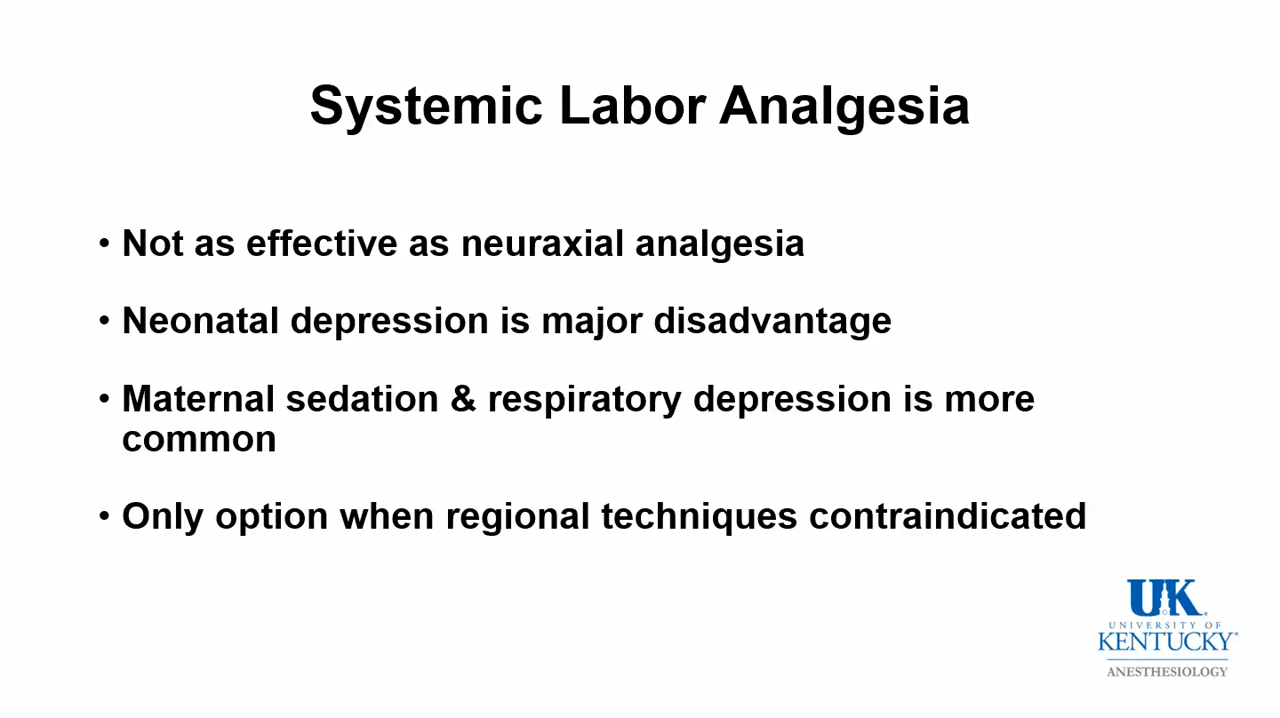 Systemic Labor Analgesia
• Not as effective as neuraxial analgesia
• Neonatal depression is major disadvantage
• Maternal sedation & respiratory depression is more
common
• Only option when regional techniques contraindicated
UK
UNIVERSITY OF
KENTUCKY®
ANESTHESIOLOGY